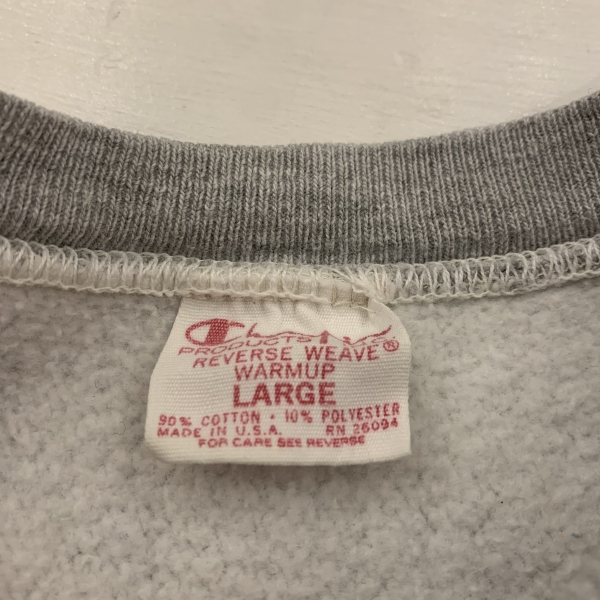 Champion
PRODUCTS INC
REVERSE WEAVE®
WARMUP
LARGE
90% COTTON · 10% POLYESTER
MADE IN U.S.A. RN 26094
FOR CARE SEE REVERSE